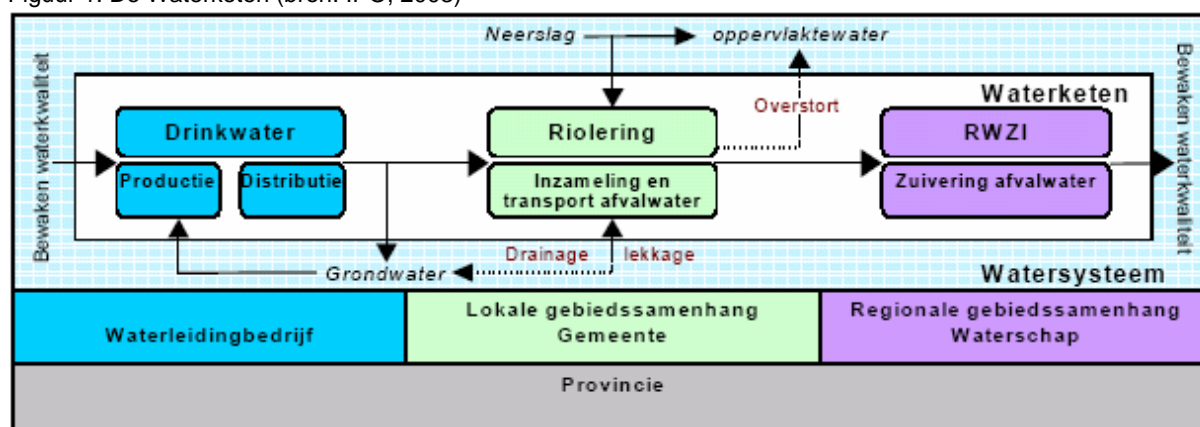 Neerslag
oppervlaktewater
Bewaken waterkwaliteit
Bewaken waterkwaliteit
Waterketen
Overstort
Drinkwater
Riolering
RWZI
Productie
Distributie
Inzameling en
transport afvalwater
Zuivering afvalwater
Drainage
lekkage
Grondwater
Watersysteem
Waterleidingbedrijf
Lokale gebiedssamenhang
Gemeente
Regionale gebiedssamenhang
Waterschap
Provincie